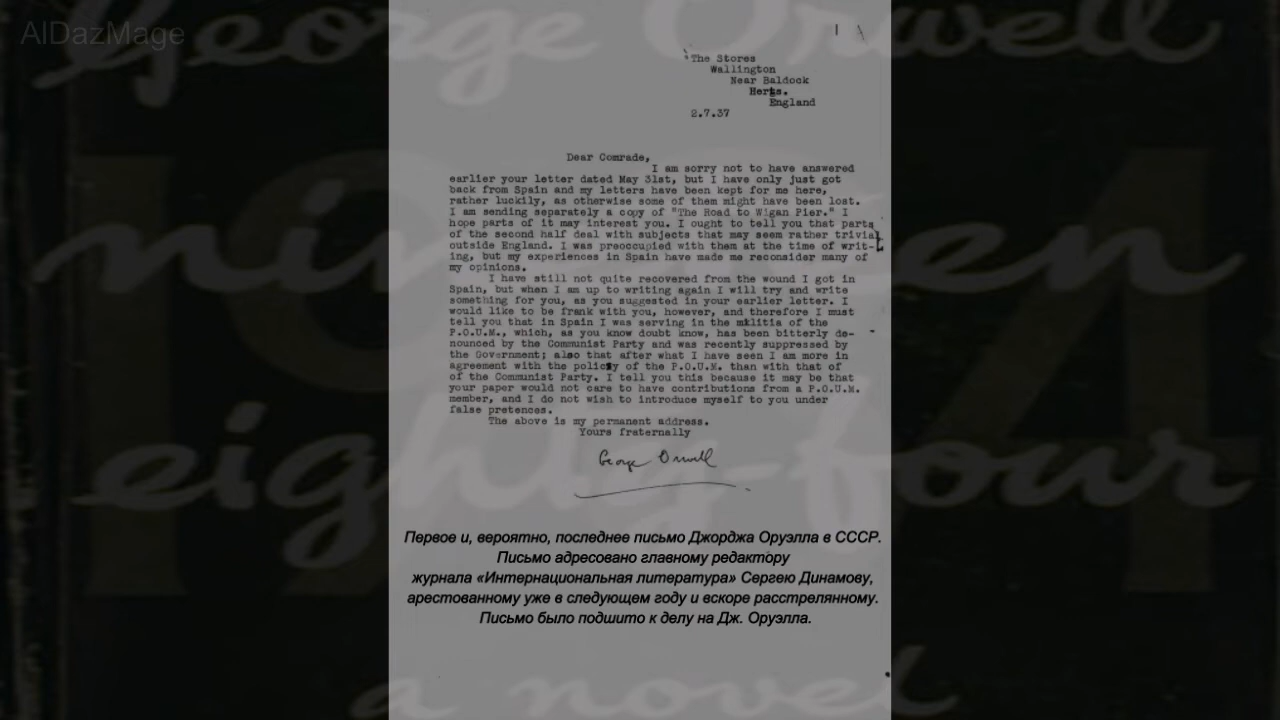 AlDazMage
George Orwell
nineteen
eighty-four
a novel
1984
The Stores
Wallington
Near Baldock
Herts.
England
2.7.37
Dear Comrade,
I am sorry not to have answered
earlier your letter dated May 31st, but I have only just got
back from Spain and my letters have been kept for me here,
rather luckily, as otherwise some of them might have been lost.
I am sending separately a copy of "The Road to Wigan Pier." I
hope parts of it may interest you. I ought to tell you that parts
of the second half deal with subjects that may seem rather trivial
outside England. I was preoccupied with them at the time of writ-
ing, but my experiences in Spain have made me reconsider many of
my opinions.
I have still not quite recovered from the wound I got in
Spain, but when I am up to writing again I will try and write
something for you, as you suggested in your earlier letter. I
would like to be frank with you, however, and therefore I must
tell you that in Spain I was serving in the militia of the
P.O.U.M., which, as you know doubt know, has been bitterly de-
nounced by the Communist Party and was recently suppressed by
the Government; also that after what I have seen I am more in
agreement with the policy of the P.O.U.M. than with that of
of the Communist Party. I tell you this because it may be that
your paper would not care to have contributions from a P.O.U.M.
member, and I do not wish to introduce myself to you under
false pretences.
The above is my permanent address.
Yours fraternally
George Orwell
Первое и, вероятно, последнее письмо Джорджа Оруэлла в СССР.
Письмо адресовано главному редактору
журнала «Интернациональная литература» Сергею Динамову,
арестованному уже в следующем году и вскоре расстрелянному.
Письмо было подшито к делу на Дж. Оруэлла.